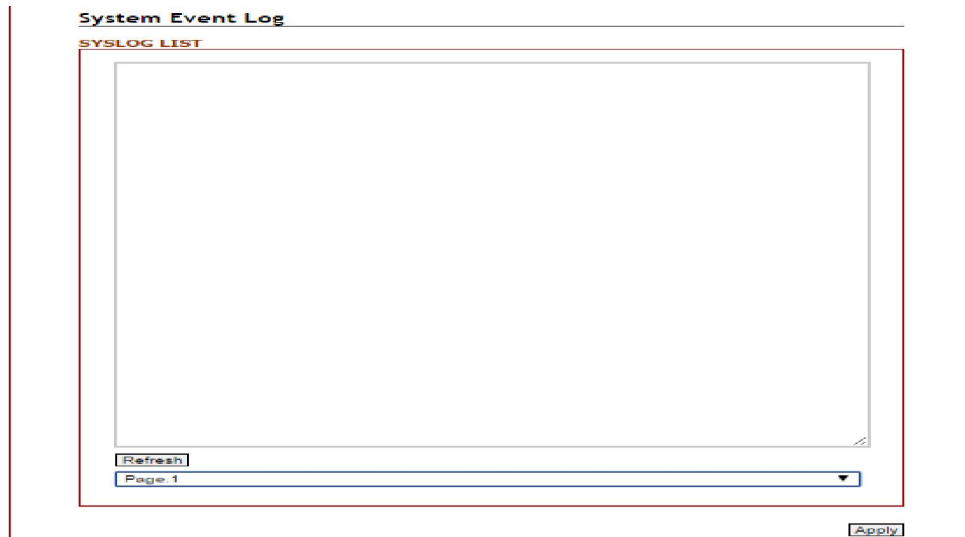 System Event Log
SYSLOG LIST
Refresh
Page.1
Apply